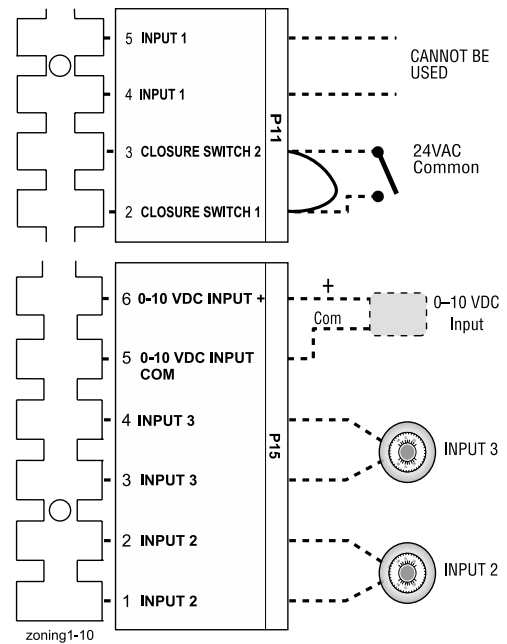 5 INPUT 1
4 INPUT 1
3 CLOSURE SWITCH 2
2 CLOSURE SWITCH 1
P11
CANNOT BE
USED
24VAC
Common
6 0-10 VDC INPUT +
5 0-10 VDC INPUT
COM
4 INPUT 3
3 INPUT 3
2 INPUT 2
1 INPUT 2
P15
+
Com
0–10 VDC
Input
INPUT 3
INPUT 2
zoning1-10